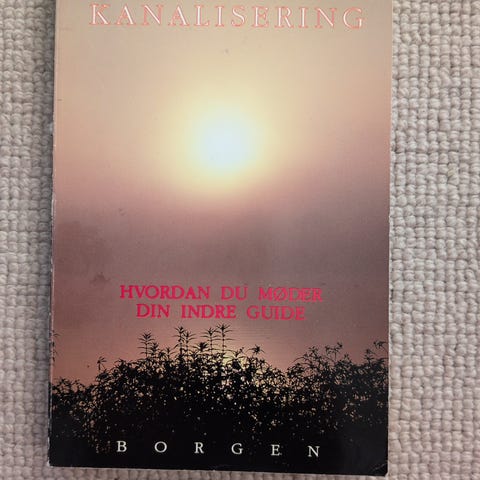 KANALISERING
HVORDAN DU MØDER
DIN INDRE GUIDE
BORGEN